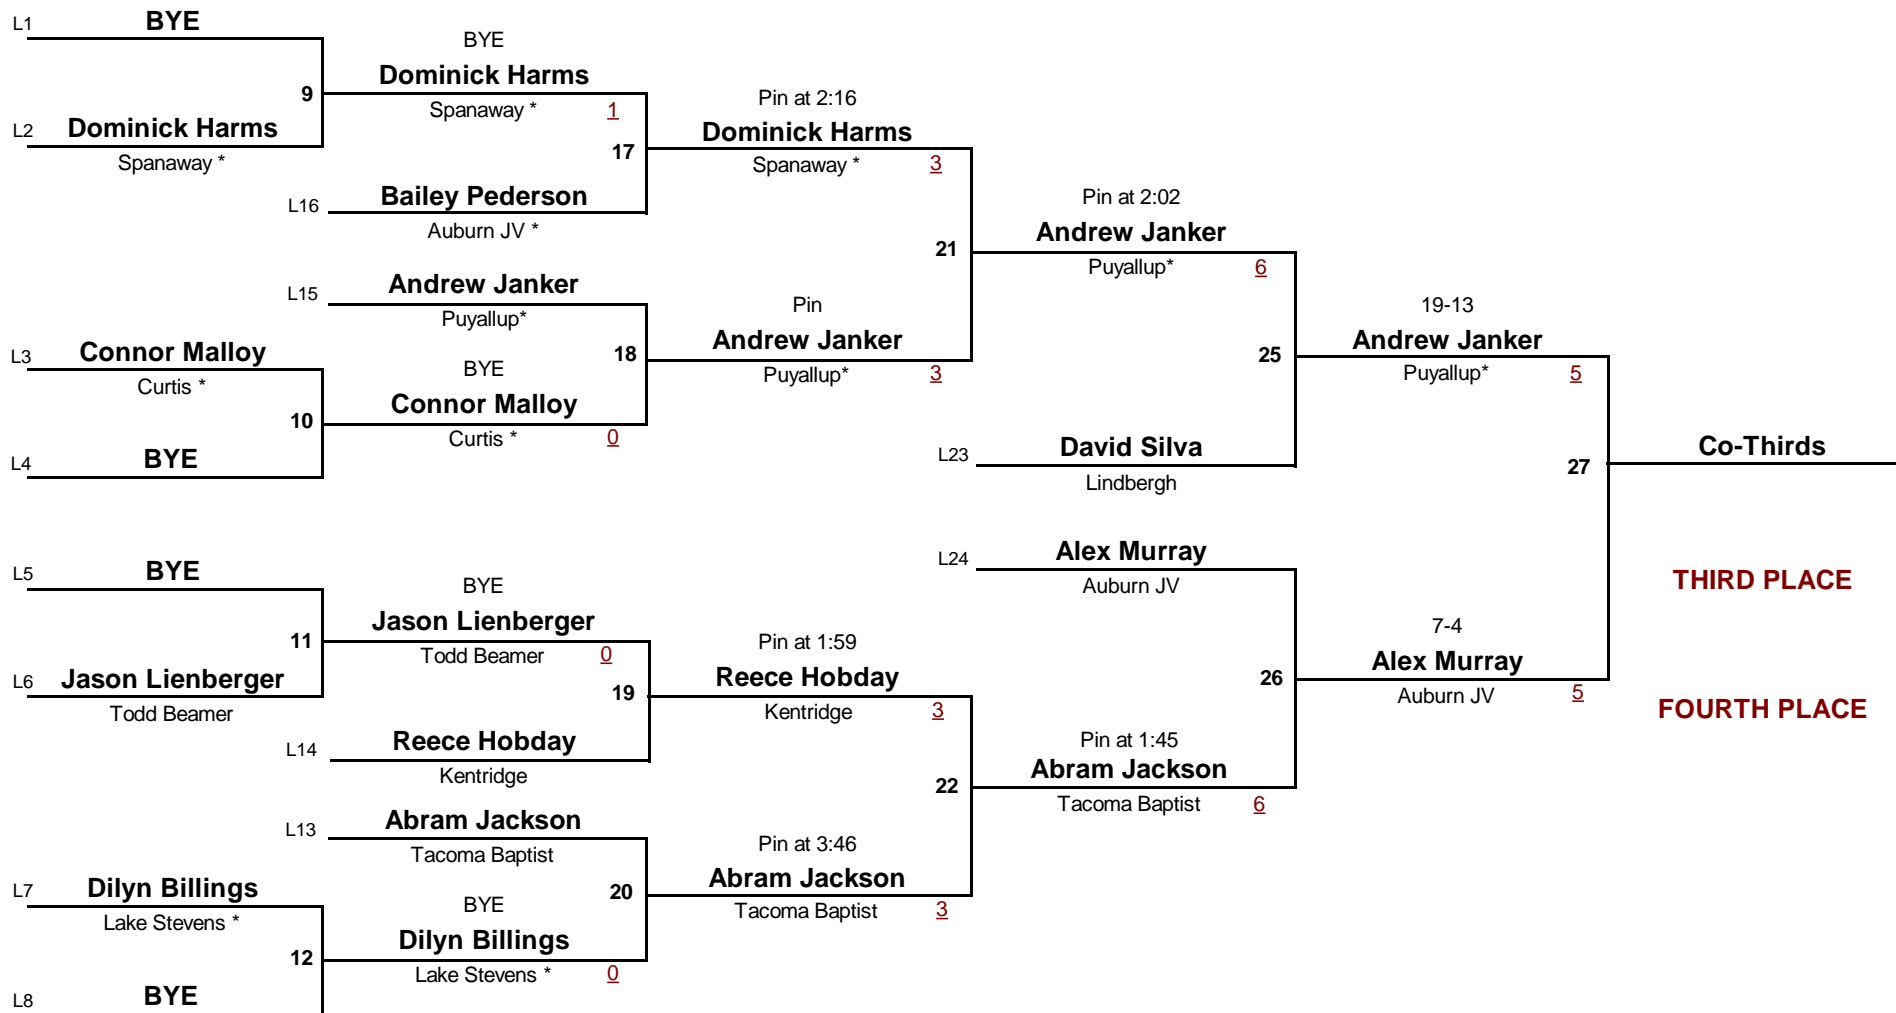 L1 BYE
BYE
Dominick Harms
9
Spanaway * 1
L2 Dominick Harms
Spanaway *
Pin at 2:16
Dominick Harms
17
Spanaway * 3
L16 Bailey Pederson
Auburn JV *
Pin at 2:02
Andrew Janker
21
Puyallup* 6
L15 Andrew Janker
Puyallup*
Pin
Andrew Janker
18
Puyallup* 3
L3 Connor Malloy
Curtis *
BYE
Connor Malloy
10
Curtis * 0
L4 BYE
19-13
Andrew Janker
25
Puyallup* 5
L23 David Silva
Lindbergh
Co-Thirds
27
L24 Alex Murray
Auburn JV
THIRD PLACE
L5 BYE
BYE
Jason Lienberger
11
Todd Beamer 0
L6 Jason Lienberger
Todd Beamer
Pin at 1:59
Reece Hobday
19
Kentridge 3
L14 Reece Hobday
Kentridge
7-4
Alex Murray
26
Auburn JV 5
FOURTH PLACE
Pin at 1:45
Abram Jackson
22
Tacoma Baptist 6
L13 Abram Jackson
Tacoma Baptist
Pin at 3:46
Abram Jackson
20
Tacoma Baptist 3
L7 Dilyn Billings
Lake Stevens *
BYE
Dilyn Billings
12
Lake Stevens * 0
L8 BYE